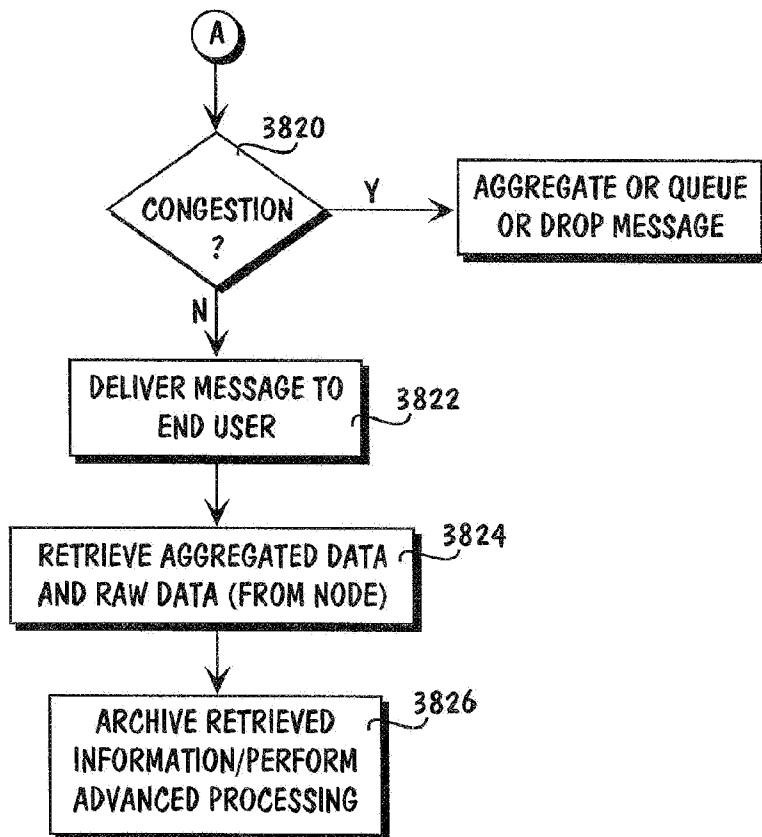 A
3820
CONGESTION
?
Y
AGGREGATE OR QUEUE
OR DROP MESSAGE
N
DELIVER MESSAGE TO
END USER
3822
RETRIEVE AGGREGATED DATA
AND RAW DATA (FROM NODE)
3824
ARCHIVE RETRIEVED
INFORMATION/PERFORM
ADVANCED PROCESSING
3826